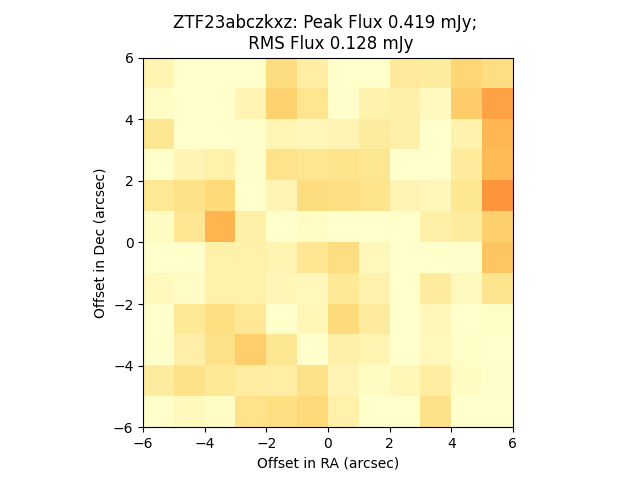 ZTF23abczkxz: Peak Flux 0.419 mJy;
RMS Flux 0.128 mJy
6
4
2
0
−2
−4
−6
Offset in Dec (arcsec)
−6 −4 −2 0 2 4 6
Offset in RA (arcsec)